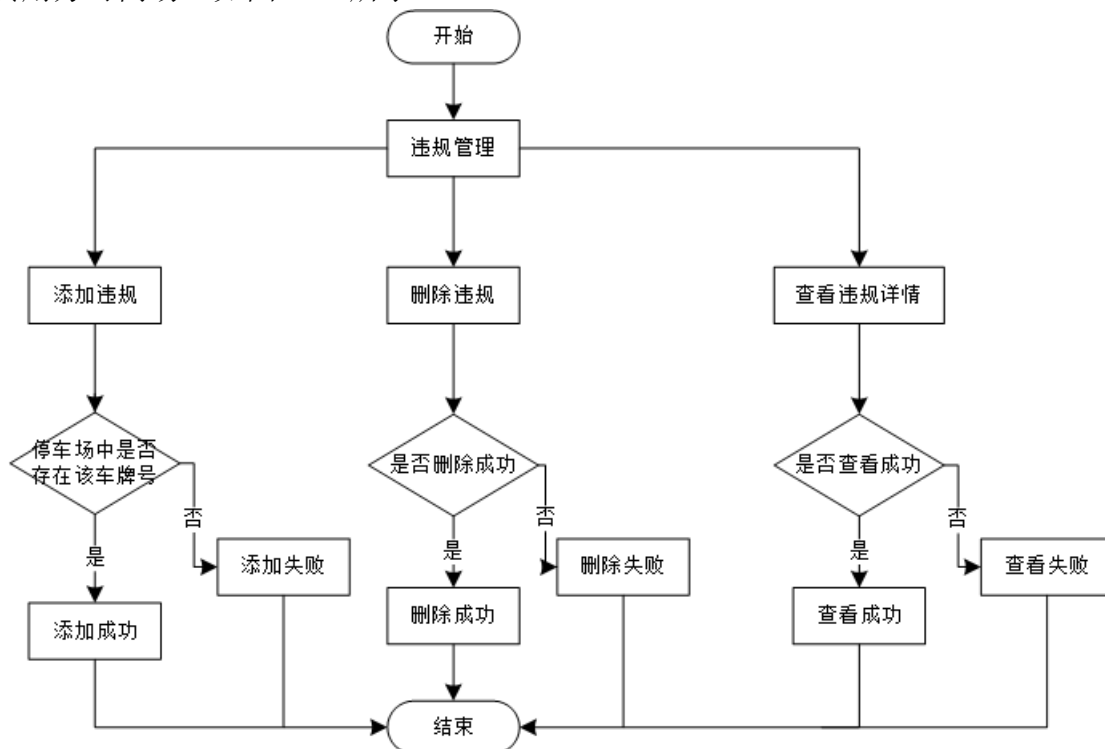 开始
违规管理
添加违规
删除违规
查看违规详情
停车场中是否
存在该车牌号
是否删除成功
是否查看成功
否
否
否
是
是
是
添加失败
删除失败
查看失败
添加成功
删除成功
查看成功
结束